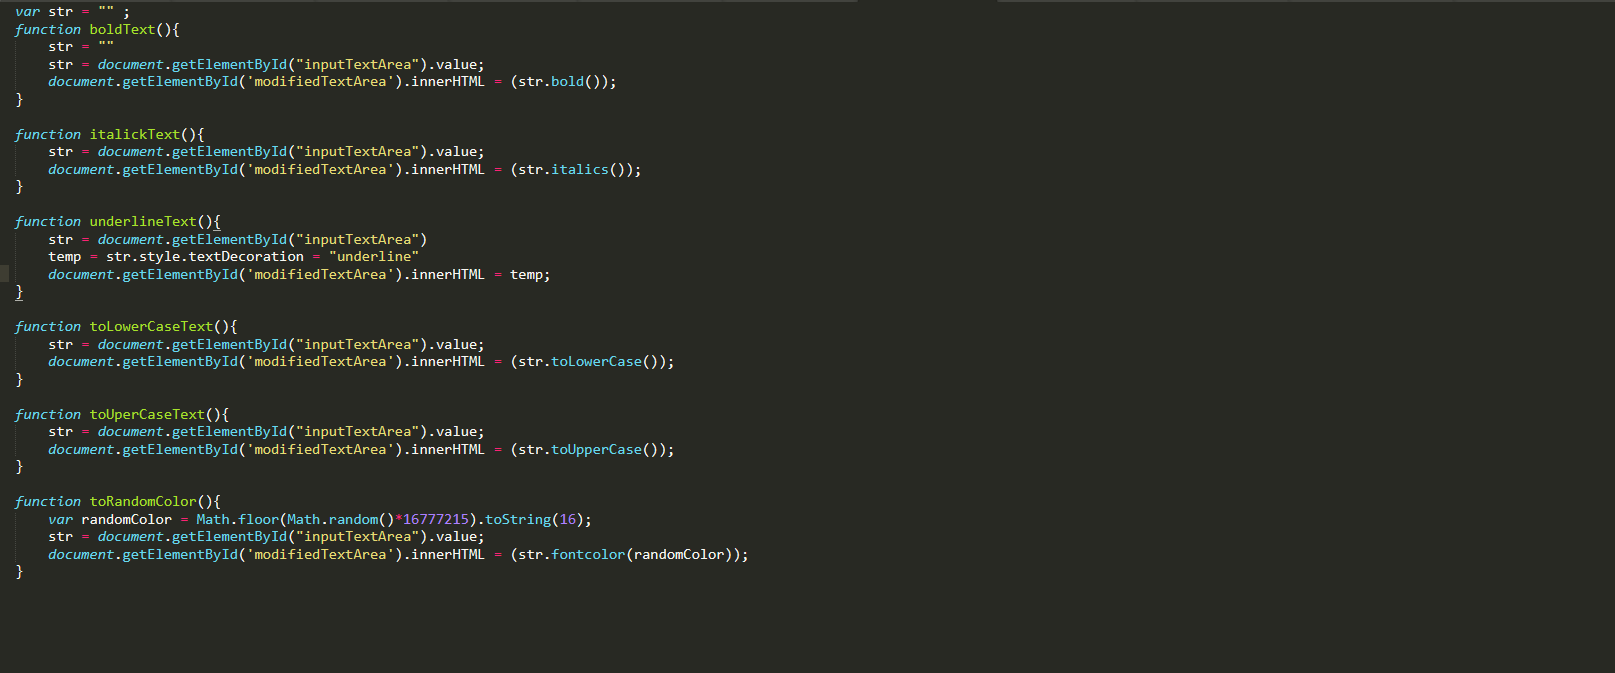 var str = "" ;
function boldText(){
    str = ""
    str = document.getElementById("inputTextArea").value;
    document.getElementById('modifiedTextArea').innerHTML = (str.bold());
}

function italickText(){
    str = document.getElementById("inputTextArea").value;
    document.getElementById('modifiedTextArea').innerHTML = (str.italics());
}

function underlineText(){
    str = document.getElementById("inputTextArea")
    temp = str.style.textDecoration = "underline"
    document.getElementById('modifiedTextArea').innerHTML = temp;
}

function toLowerCaseText(){
    str = document.getElementById("inputTextArea").value;
    document.getElementById('modifiedTextArea').innerHTML = (str.toLowerCase());
}

function toUperCaseText(){
    str = document.getElementById("inputTextArea").value;
    document.getElementById('modifiedTextArea').innerHTML = (str.toUpperCase());
}

function toRandomColor(){
    var randomColor = Math.floor(Math.random()*16777215).toString(16);
    str = document.getElementById("inputTextArea").value;
    document.getElementById('modifiedTextArea').innerHTML = (str.fontcolor(randomColor));
}